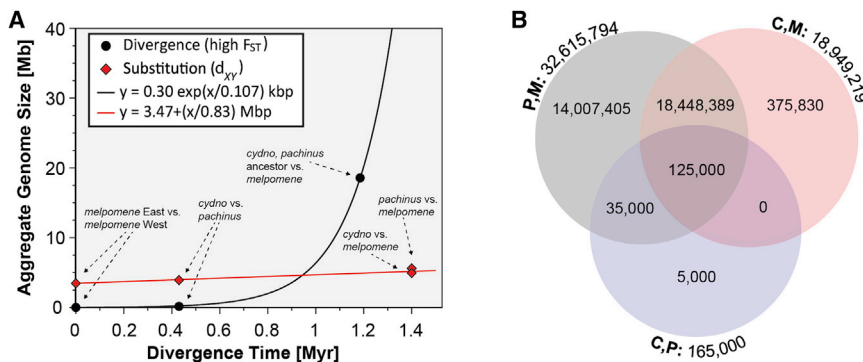 A
Aggregate Genome Size [Mb]
40
30
20
10
0
Divergence (high FST)
Substitution (dXY)
y = 0.30 exp(x/0.107) kbp
y = 3.47+(x/0.83) Mbp
cydno, pachinus
ancestor vs.
melpomene
melpomene East vs.
melpomene West
cydno vs.
pachinus
pachinus vs.
melpomene
cydno vs.
melpomene
0 0.2 0.4 0.6 0.8 1 1.2 1.4
Divergence Time [Myr]
B
P,M: 32,615,794
C,M: 18,949,219
14,007,405
18,448,389
375,830
125,000
35,000
0
5,000
C,P: 165,000